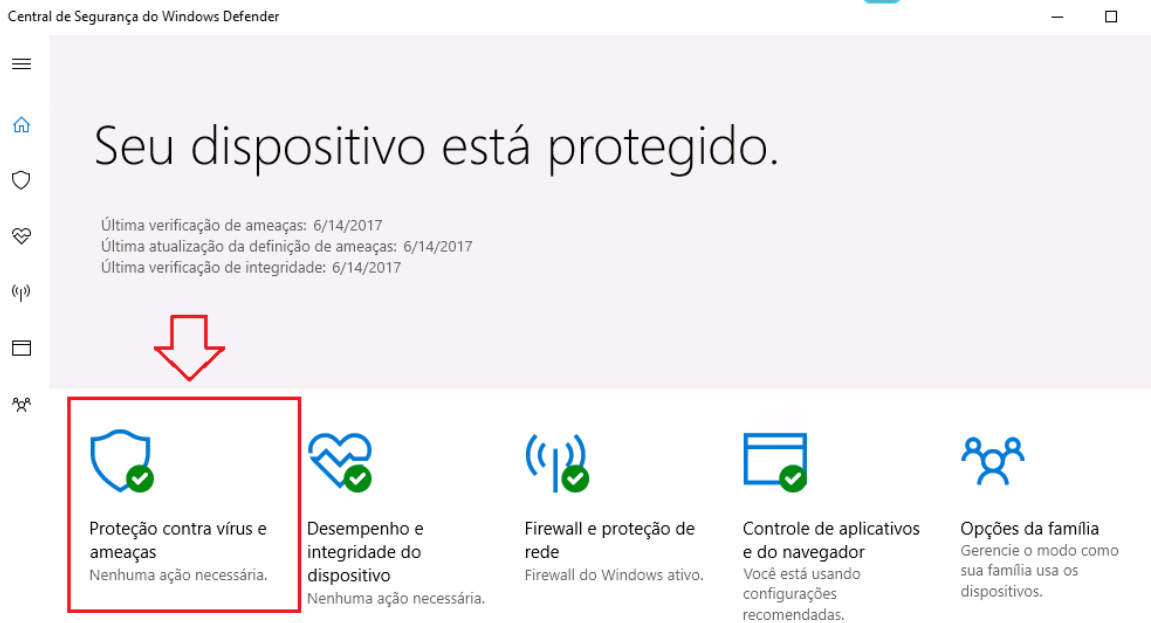 Central de Segurança do Windows Defender
Seu dispositivo está protegido.
Última verificação de ameaças: 6/14/2017
Última atualização da definição de ameaças: 6/14/2017
Última verificação de integridade: 6/14/2017
Proteção contra vírus e
ameaças
Nenhuma ação necessária.
Desempenho e
integridade do
dispositivo
Nenhuma ação necessária.
Firewall e proteção de
rede
Firewall do Windows ativo.
Controle de aplicativos
e do navegador
Você está usando
configurações
recomendadas.
Opções da família
Gerencie o modo como
sua família usa os
dispositivos.